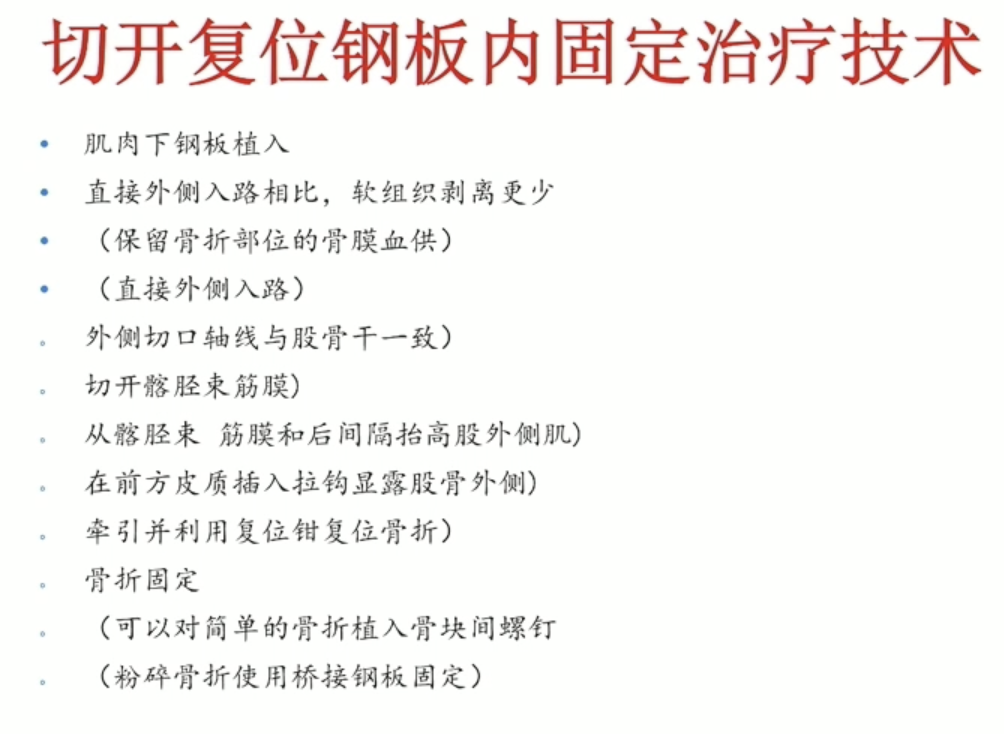 切开复位钢板内固定治疗技术
• 肌肉下钢板植入
• 直接外侧入路相比，软组织剥离更少
• （保留骨折部位的骨膜血供）
• （直接外侧入路）
。 外侧切口轴线与股骨干一致）
。 切开髂胫束筋膜）
。 从髂胫束 筋膜和后间隔抬高股外侧肌）
。 在前方皮质插入拉钩显露股骨外侧）
。 牵引并利用复位钳复位骨折）
。 骨折固定
。 （可以对简单的骨折植入骨块间螺钉
。 （粉碎骨折使用桥接钢板固定）